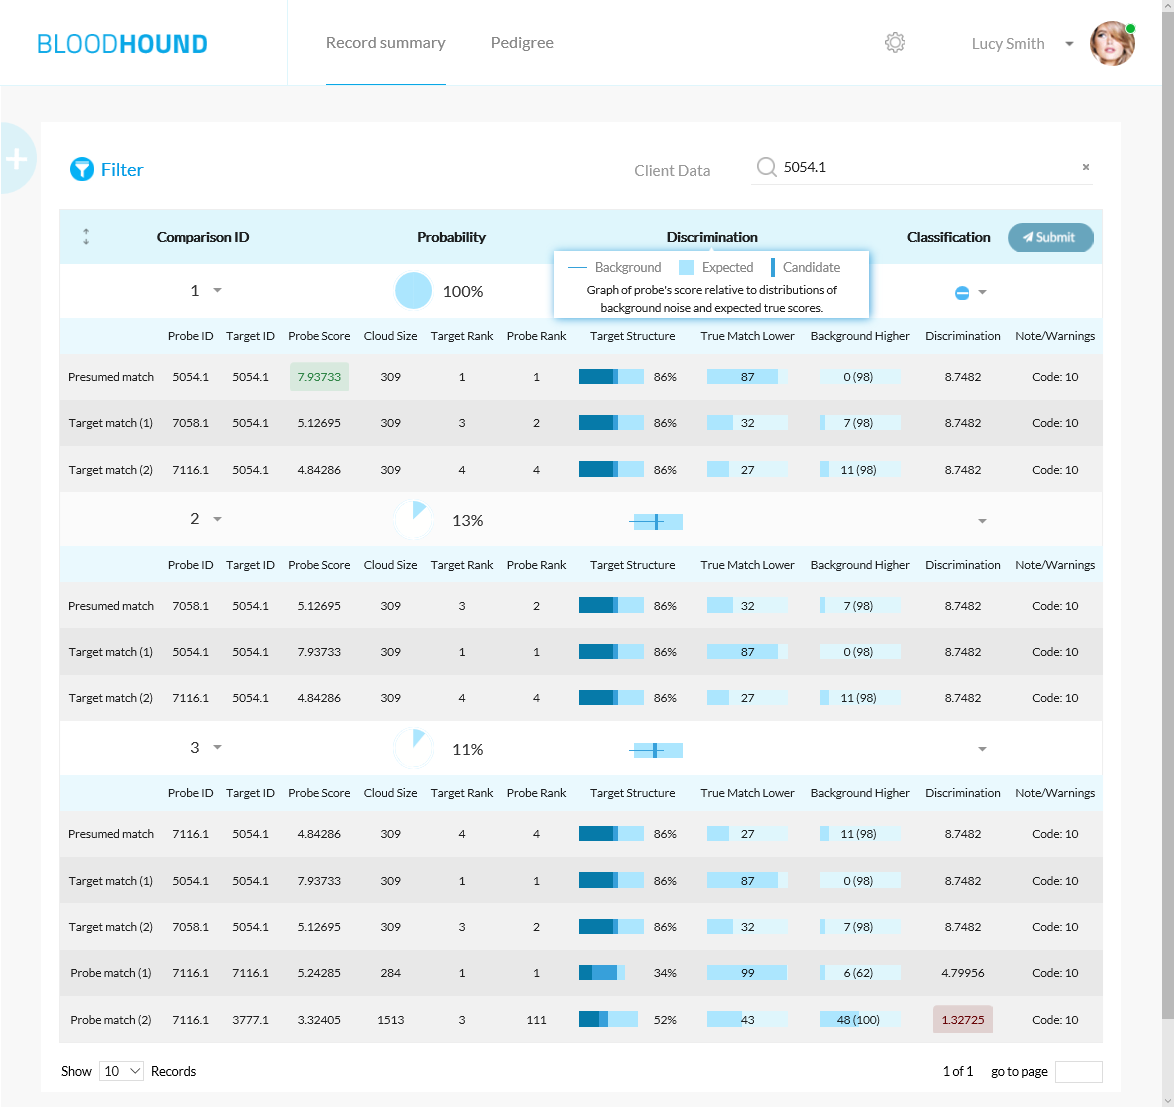 BLOODHOUND
Record summary Pedigree Lucy Smith
Filter Client Data 5054.1 ×
Comparison ID Probability Discrimination Classification Submit
Background Expected Candidate
Graph of probe's score relative to distributions of
background noise and expected true scores.
1 100%
Probe ID Target ID Probe Score Cloud Size Target Rank Probe Rank Target Structure True Match Lower Background Higher Discrimination Note/Warnings
Presumed match 5054.1 5054.1 7.93733 309 1 1 86% 87 0 (98) 8.7482 Code: 10
Target match (1) 7058.1 5054.1 5.12695 309 3 2 86% 32 7 (98) 8.7482 Code: 10
Target match (2) 7116.1 5054.1 4.84286 309 4 4 86% 27 11 (98) 8.7482 Code: 10
2 13%
Probe ID Target ID Probe Score Cloud Size Target Rank Probe Rank Target Structure True Match Lower Background Higher Discrimination Note/Warnings
Presumed match 7058.1 5054.1 5.12695 309 3 2 86% 32 7 (98) 8.7482 Code: 10
Target match (1) 5054.1 5054.1 7.93733 309 1 1 86% 87 0 (98) 8.7482 Code: 10
Target match (2) 7116.1 5054.1 4.84286 309 4 4 86% 27 11 (98) 8.7482 Code: 10
3 11%
Probe ID Target ID Probe Score Cloud Size Target Rank Probe Rank Target Structure True Match Lower Background Higher Discrimination Note/Warnings
Presumed match 7116.1 5054.1 4.84286 309 4 4 86% 27 11 (98) 8.7482 Code: 10
Target match (1) 5054.1 5054.1 7.93733 309 1 1 86% 87 0 (98) 8.7482 Code: 10
Target match (2) 7058.1 5054.1 5.12695 309 3 2 86% 32 7 (98) 8.7482 Code: 10
Probe match (1) 7116.1 7116.1 5.24285 284 1 1 34% 99 6 (62) 4.79956 Code: 10
Probe match (2) 7116.1 3777.1 3.32405 1513 3 111 52% 43 48 (100) 1.32725 Code: 10
Show 10 Records 1 of 1 go to page